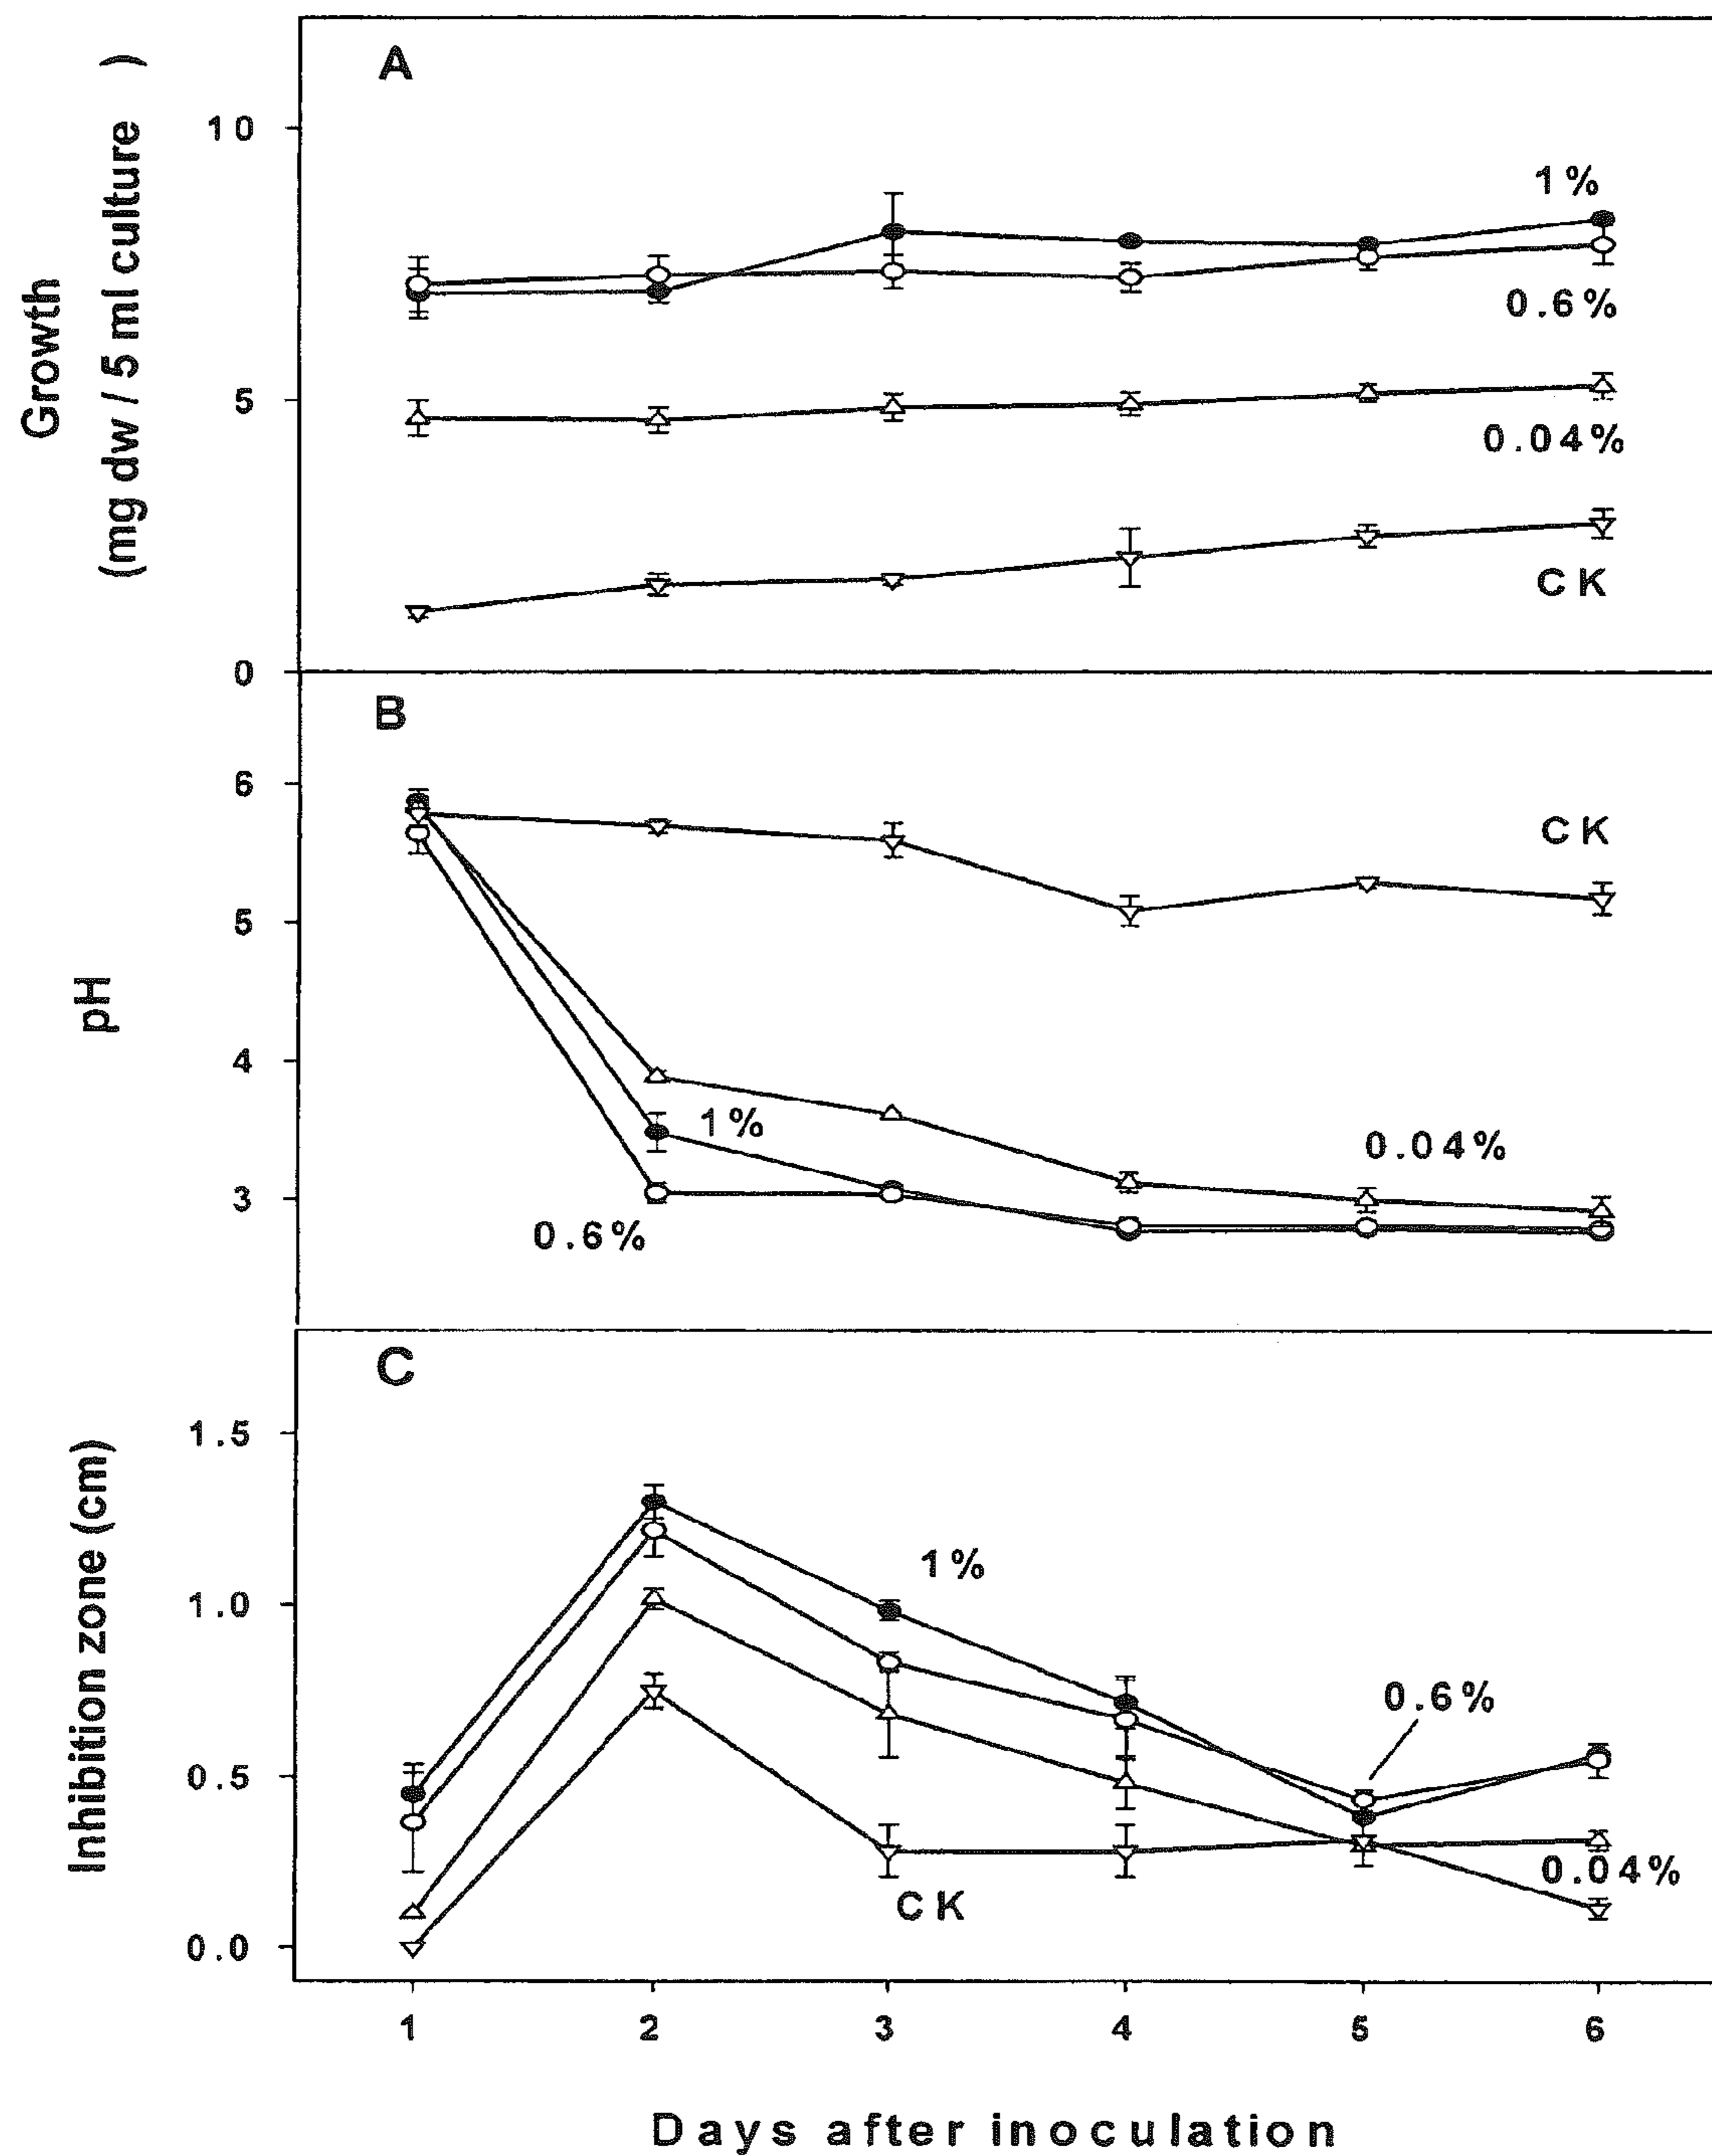 A
Growth
(mg dw / 5 ml culture )
10
5
0
1%
0.6%
0.04%
CK
B
pH
6
5
4
3
CK
1%
0.04%
0.6%
C
Inhibition zone (cm)
1.5
1.0
0.5
0.0
1%
0.6%
0.04%
CK
1 2 3 4 5 6
Days after inoculation